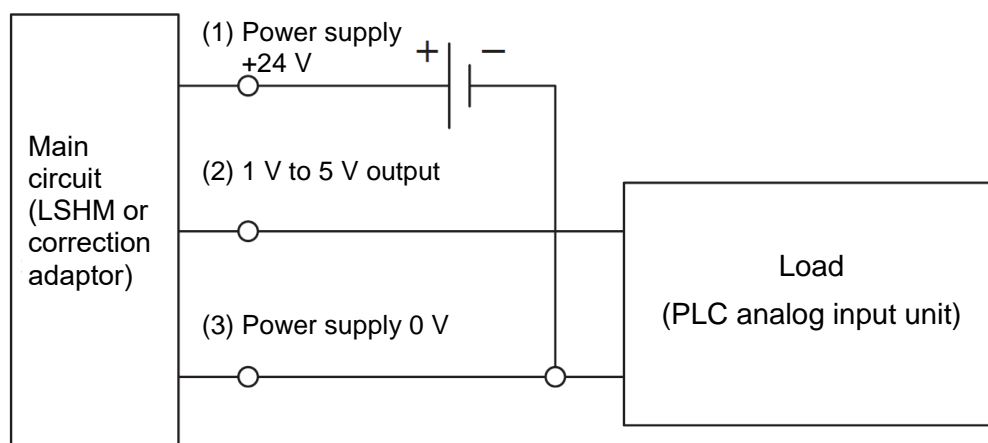 (1) Power supply
+24 V
+ −
Main
circuit
(LSHM or
correction
adaptor)
(2) 1 V to 5 V output
Load
(PLC analog input unit)
(3) Power supply 0 V